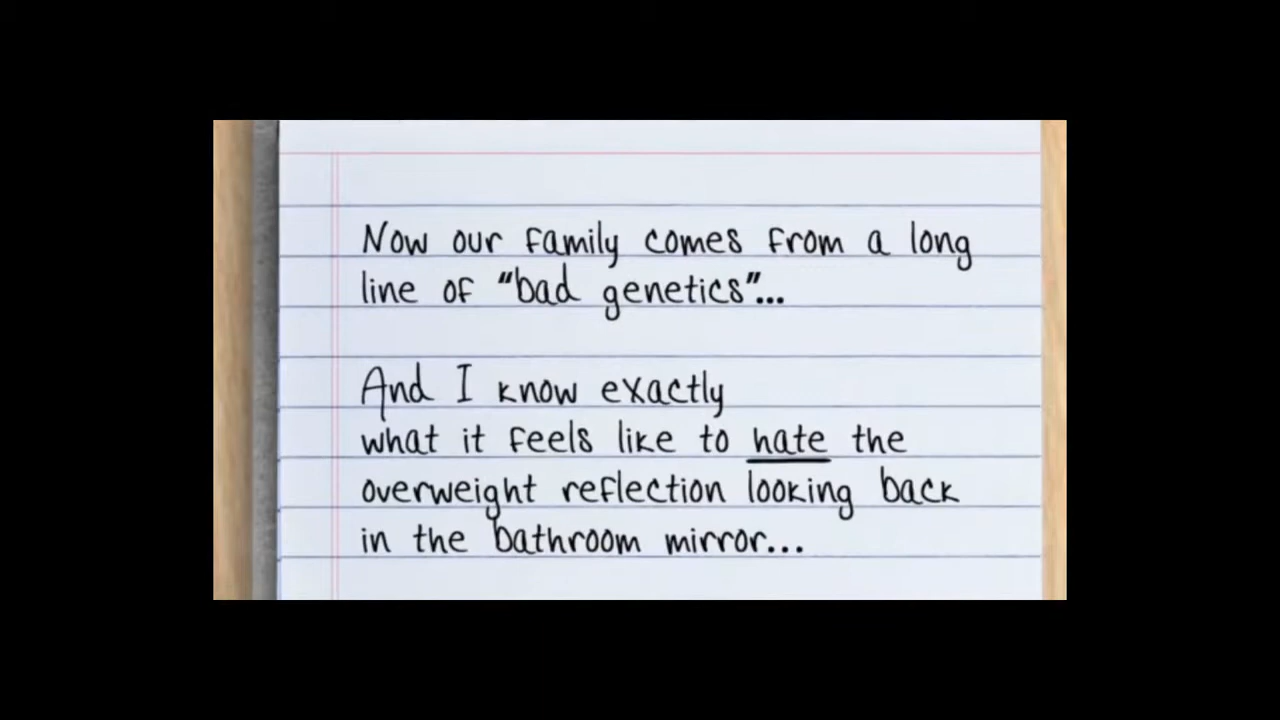 Now our family comes from a long
line of "bad genetics"...
And I know exactly
what it feels like to hate the
overweight reflection looking back
in the bathroom mirror...